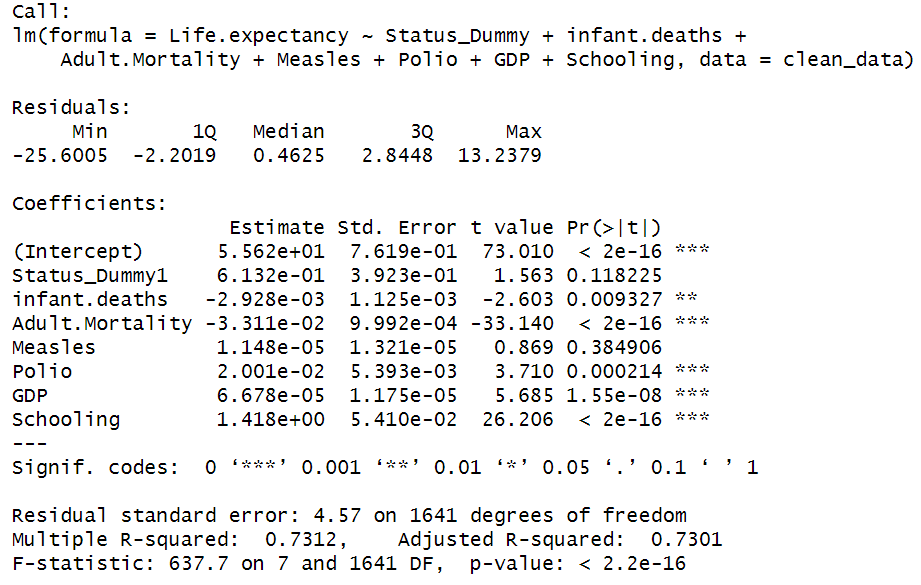 Call:
lm(formula = Life.expectancy ~ Status_Dummy + infant.deaths +
    Adult.Mortality + Measles + Polio + GDP + Schooling, data = clean_data)

Residuals:
     Min       1Q   Median       3Q      Max
-25.6005  -2.2019   0.4625   2.8448  13.2379

Coefficients:
                  Estimate Std. Error t value Pr(>|t|)
(Intercept)      5.562e+01  7.619e-01  73.010  < 2e-16 ***
Status_Dummy1    6.132e-01  3.923e-01   1.563 0.118225
infant.deaths   -2.928e-03  1.125e-03  -2.603 0.009327 **
Adult.Mortality -3.311e-02  9.992e-04 -33.140  < 2e-16 ***
Measles          1.148e-05  1.321e-05   0.869 0.384906
Polio            2.001e-02  5.393e-03   3.710 0.000214 ***
GDP              6.678e-05  1.175e-05   5.685 1.55e-08 ***
Schooling        1.418e+00  5.410e-02  26.206  < 2e-16 ***
---
Signif. codes:  0 ‘***’ 0.001 ‘**’ 0.01 ‘*’ 0.05 ‘.’ 0.1 ‘ ’ 1

Residual standard error: 4.57 on 1641 degrees of freedom
Multiple R-squared:  0.7312,    Adjusted R-squared:  0.7301
F-statistic: 637.7 on 7 and 1641 DF,  p-value: < 2.2e-16